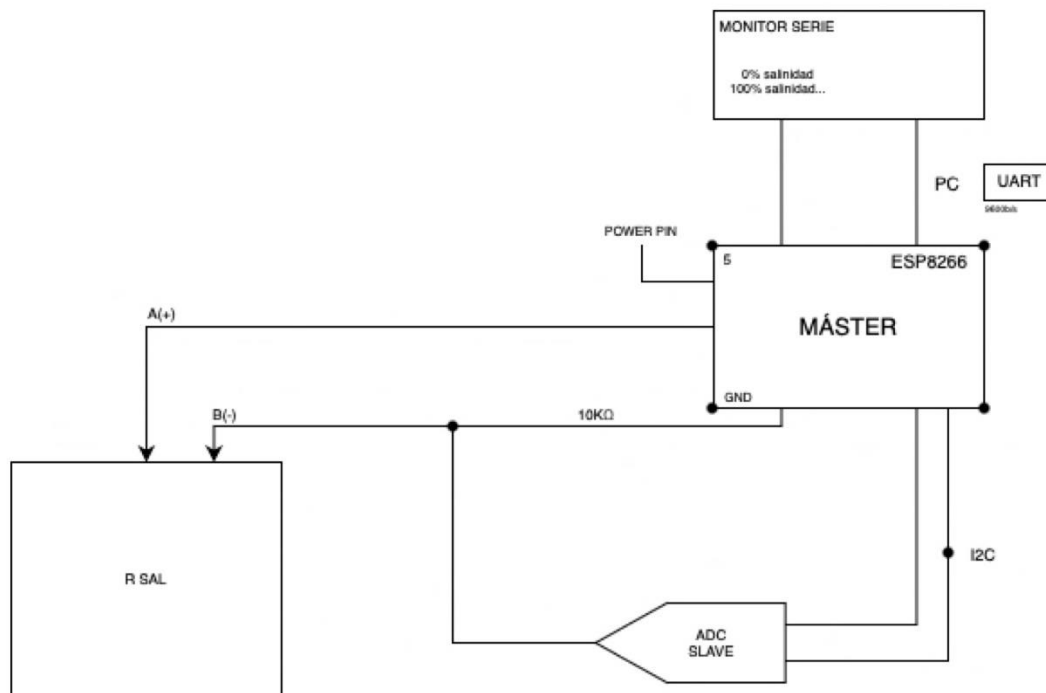 MONITOR SERIE
0% salinidad
100% salinidad...
PC
UART
9600b/s
POWER PIN
5
ESP8266
MÁSTER
A(+)
GND
B(-)
10KΩ
R SAL
I2C
ADC
SLAVE